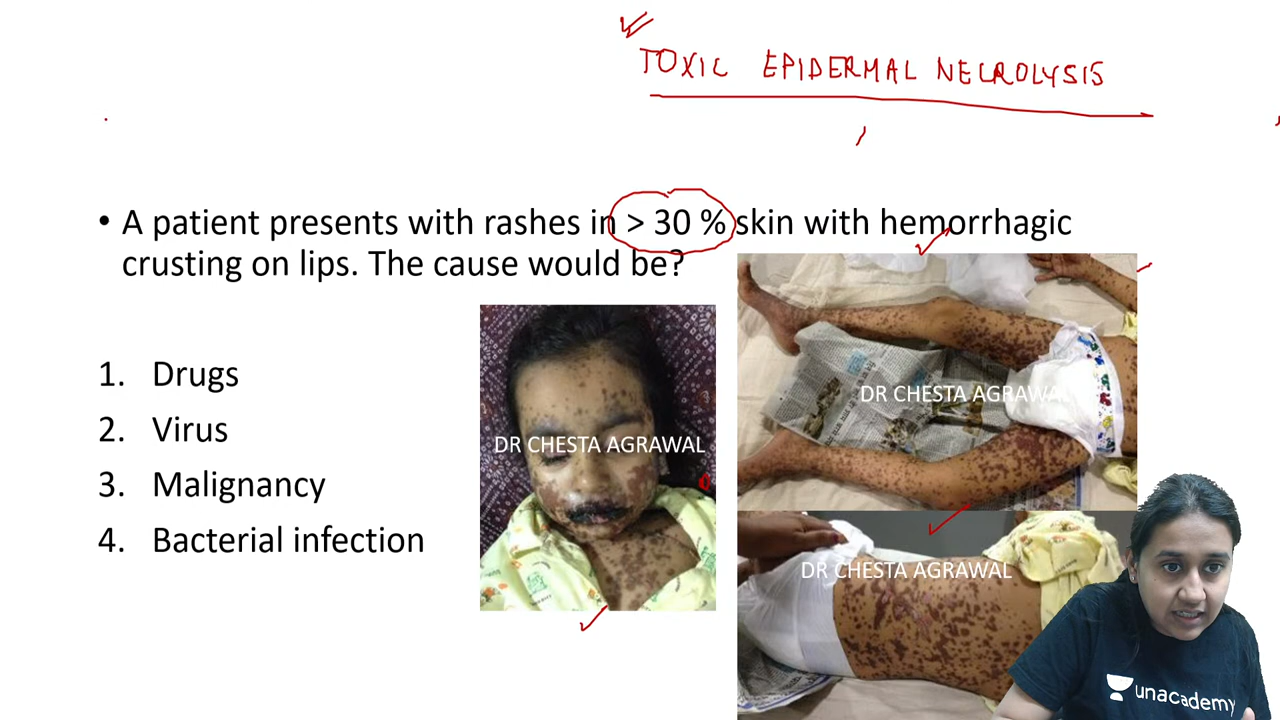 TOXIC EPIDERMAL NECROLYSIS
• A patient presents with rashes in > 30 % skin with hemorrhagic
crusting on lips. The cause would be?
1. Drugs
2. Virus
3. Malignancy
4. Bacterial infection
DR CHESTA AGRAWAL
DR CHESTA AGRAWAL
DR CHESTA AGRAWAL
unacademy